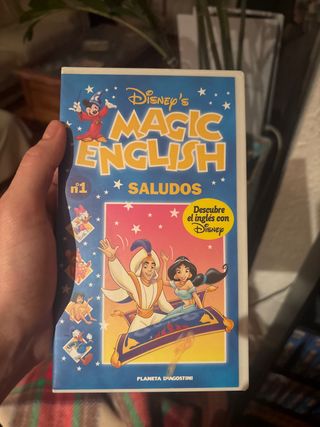 Disney's
MAGIC
ENGLISH
nº1
SALUDOS
Descubre
el inglés con
Disney
PLANETA DEAGOSTINI